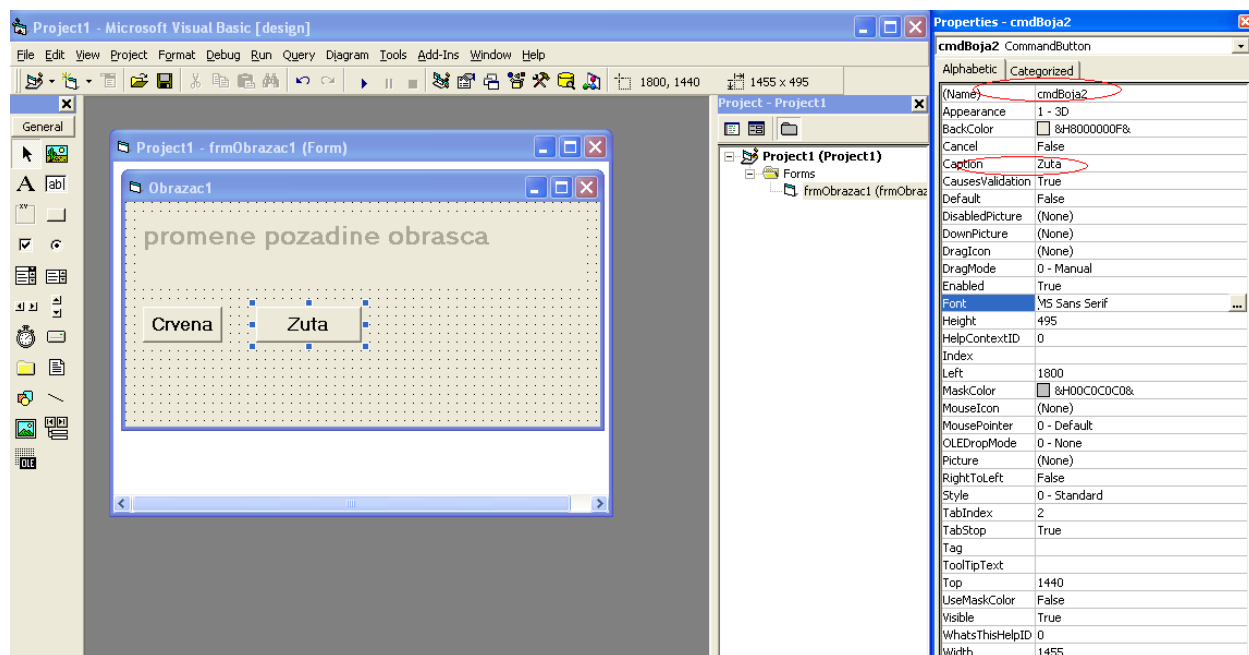 Project1 - Microsoft Visual Basic [design]
File Edit View Project Format Debug Run Query Diagram Tools Add-Ins Window Help
1800, 1440 1455 x 495
General
A ab|
XV
OLE
Project1 - frmObrazac1 (Form)
Obrazac1
promene pozadine obrasca
Crvena Zuta
Project - Project1
Project1 (Project1)
Forms
frmObrazac1 (frmObraz
Properties - cmdBoja2
cmdBoja2 CommandButton
Alphabetic Categorized
(Name) cmdBoja2
Appearance 1 - 3D
BackColor &H8000000F&
Cancel False
Caption Zuta
CausesValidation True
Default False
DisabledPicture (None)
DownPicture (None)
DragIcon (None)
DragMode 0 - Manual
Enabled True
Font MS Sans Serif ...
Height 495
HelpContextID 0
Index
Left 1800
MaskColor &H00C0C0C0&
MouseIcon (None)
MousePointer 0 - Default
OLEDropMode 0 - None
Picture (None)
RightToLeft False
Style 0 - Standard
TabIndex 2
TabStop True
Tag
ToolTipText
Top 1440
UseMaskColor False
Visible True
WhatsThisHelpID 0
Width 1455